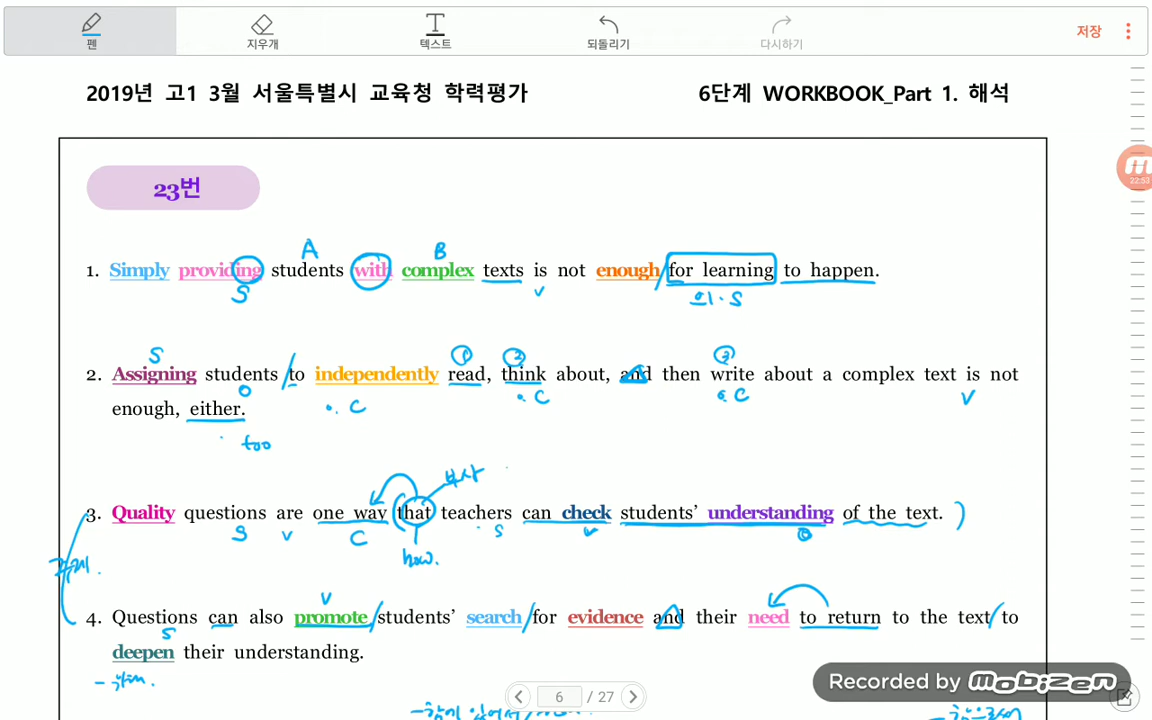 펜 지우개 텍스트 되돌리기 다시하기 저장
2019년 고1 3월 서울특별시 교육청 학력평가 6단계 WORKBOOK_Part 1. 해석
22:53
23번
A B
1. Simply providing students with complex texts is not enough/for learning to happen.
S v 의.S
S ① ② ③
2. Assigning students /to independently read, think about, and then write about a complex text is not
O o.C o.C o.C V
enough, either.
too
부사
3. Quality questions are one way (that teachers can check students’ understanding of the text. )
S v C s v o
how.
v
4. Questions can also promote/students’ search/for evidence and their need to return to the text/to
S
deepen their understanding.
6 / 27
Recorded by mobizen